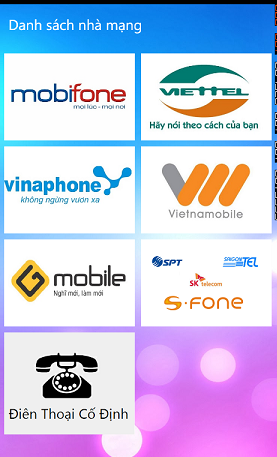 Danh sách nhà mạng
mobifone
mọi lúc - mọi nơi
VIETTEL
Hãy nói theo cách của bạn
vinaphone
không ngừng vươn xa
Vietnamobile
Gmobile
Nghĩ mới, làm mới
SPT
SAIGON TEL
SK
telecom
S-FONE
Điên Thoại Cố Định